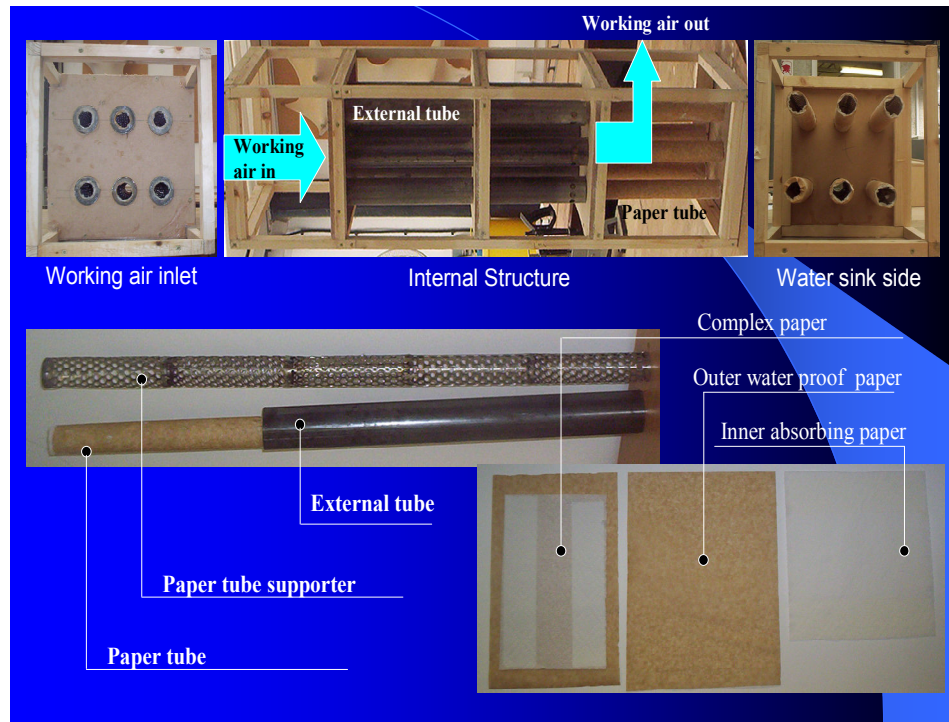 Working air out
External tube
Working
air in
Paper tube
Working air inlet
Internal Structure
Water sink side
Complex paper
Outer water proof  paper
Inner absorbing paper
External tube
Paper tube supporter
Paper tube